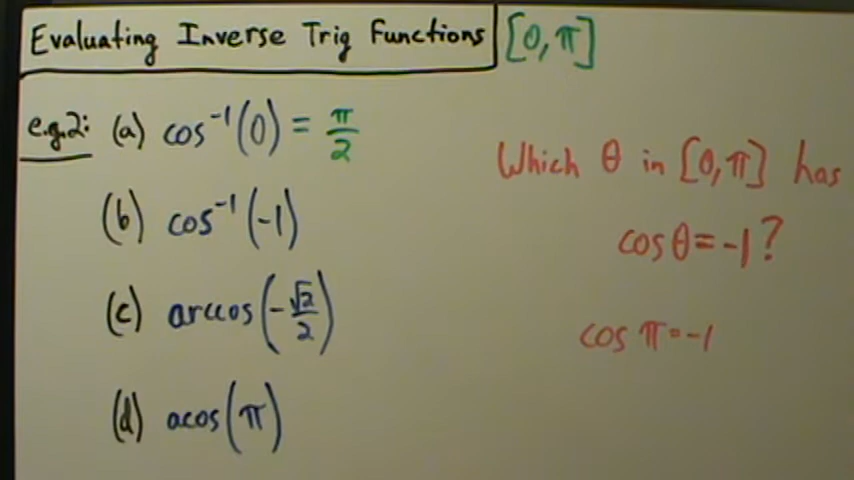 Evaluating Inverse Trig Functions [0, π]
e.g.2: (a) cos⁻¹(0) = π/2
Which θ in [0, π] has
(b) cos⁻¹(-1)
cos θ = -1?
(c) arccos(-√2/2)
cos π = -1
(d) acos(π)